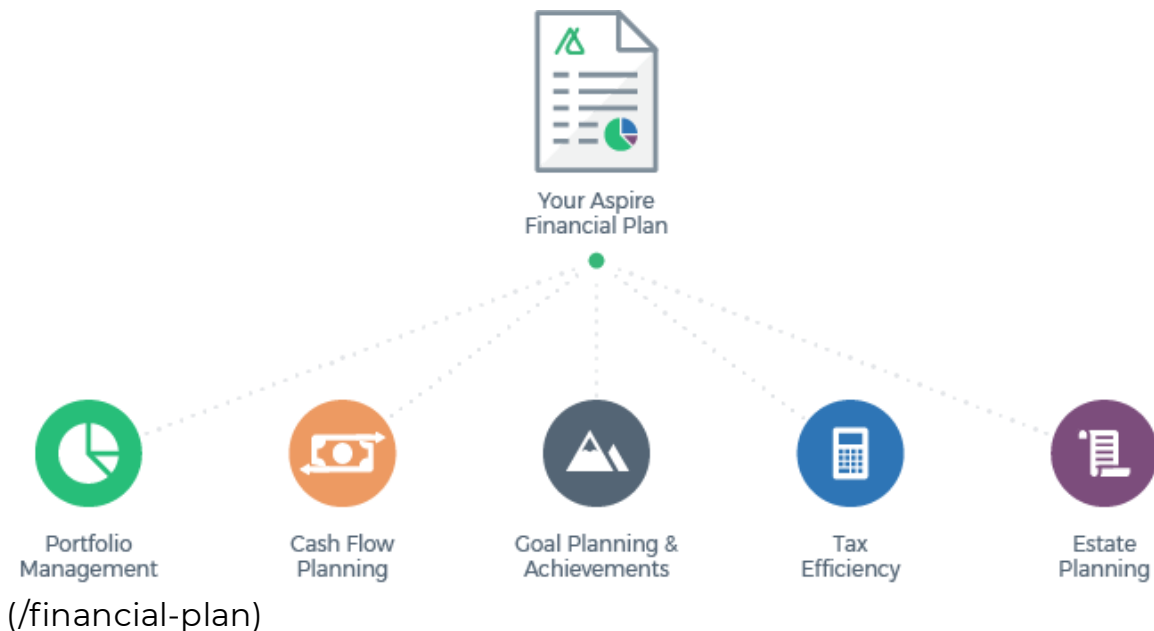 Your Aspire
Financial Plan
Portfolio
Management
Cash Flow
Planning
Goal Planning &
Achievements
Tax
Efficiency
Estate
Planning
(/financial-plan)